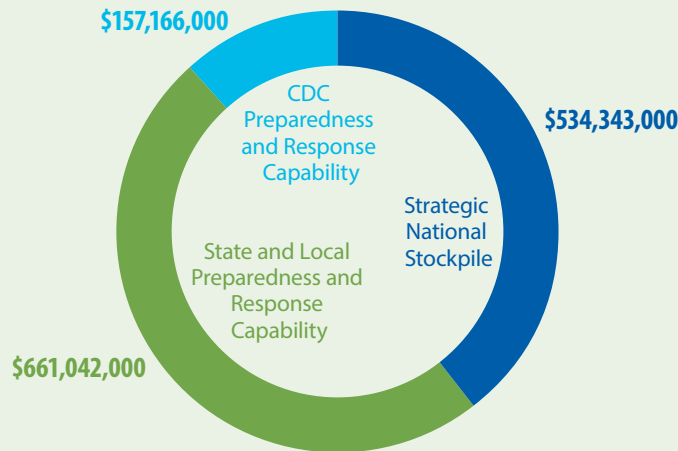 $157,166,000
CDC
Preparedness
and Response
Capability
$534,343,000
Strategic
National
Stockpile
State and Local
Preparedness and
Response
Capability
$661,042,000